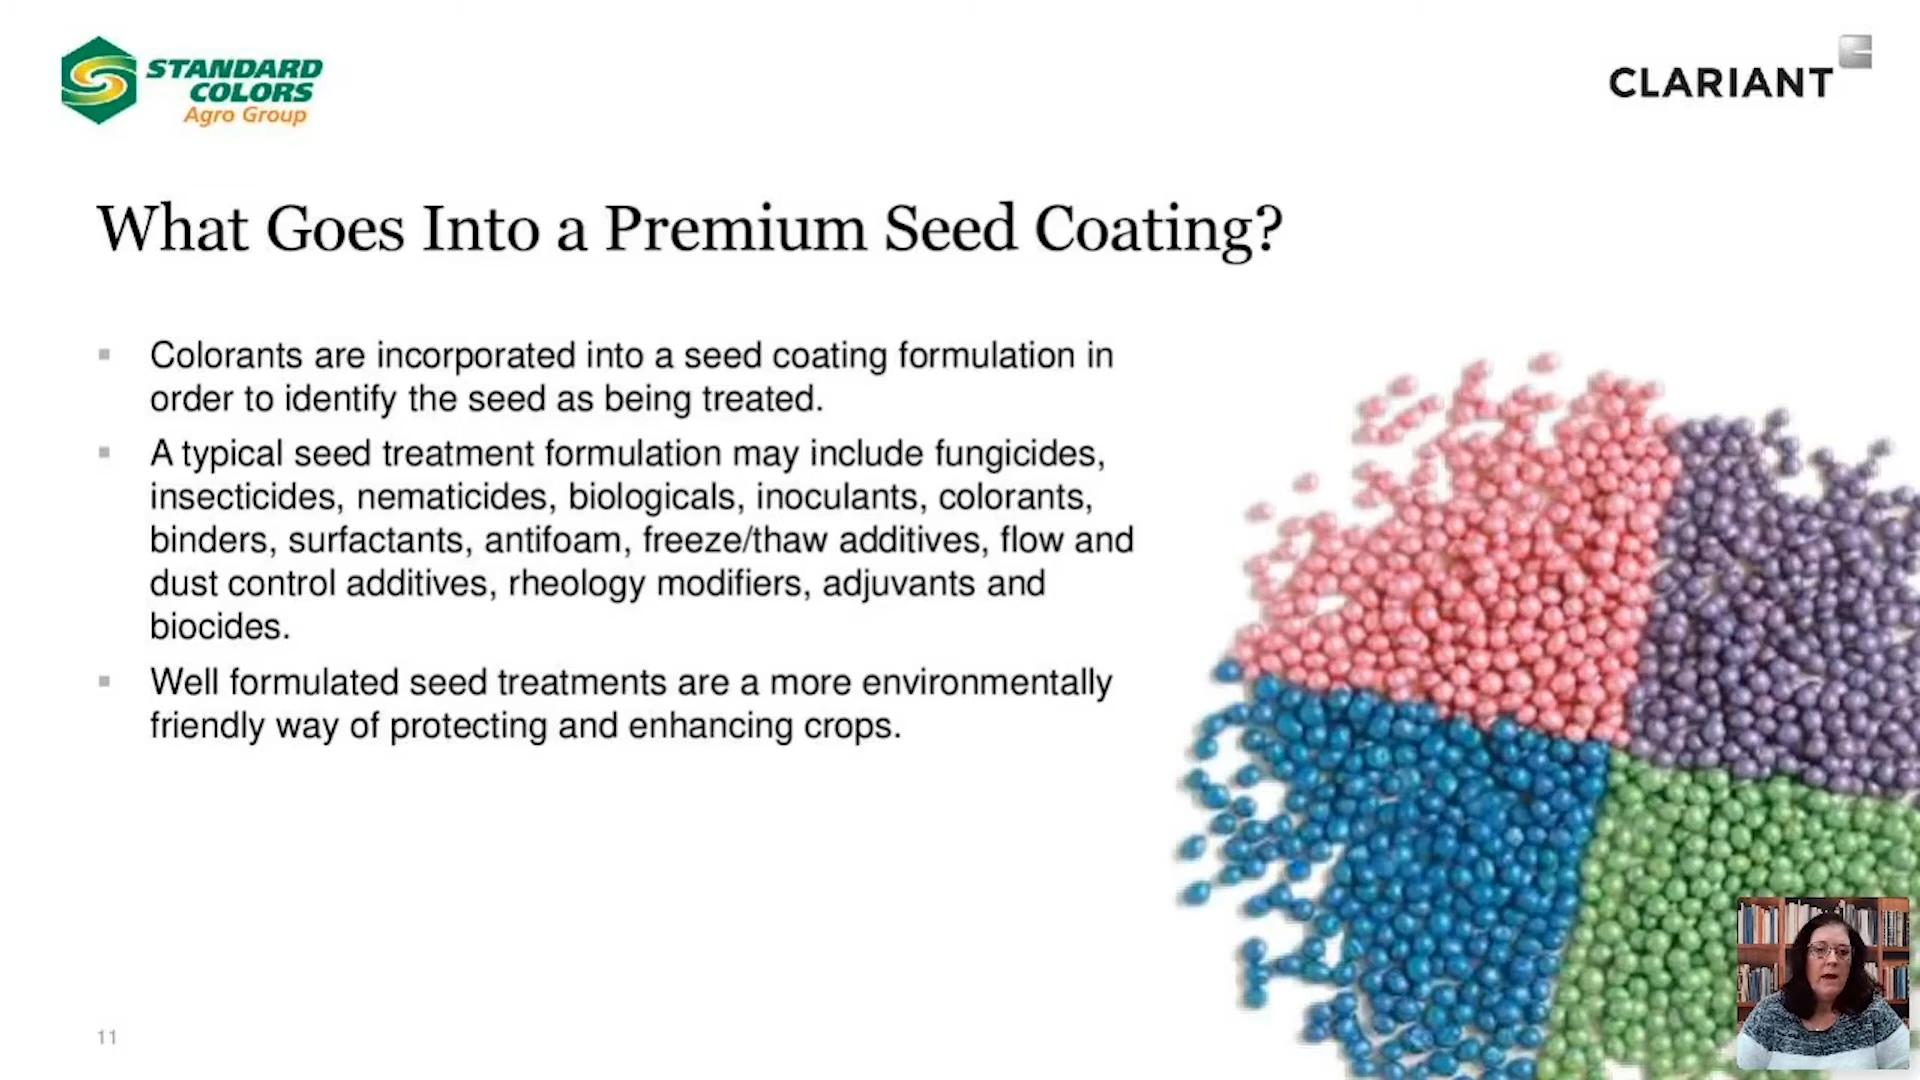 STANDARD
COLORS
Agro Group
CLARIANT
What Goes Into a Premium Seed Coating?
Colorants are incorporated into a seed coating formulation in
order to identify the seed as being treated.
A typical seed treatment formulation may include fungicides,
insecticides, nematicides, biologicals, inoculants, colorants,
binders, surfactants, antifoam, freeze/thaw additives, flow and
dust control additives, rheology modifiers, adjuvants and
biocides.
Well formulated seed treatments are a more environmentally
friendly way of protecting and enhancing crops.
11